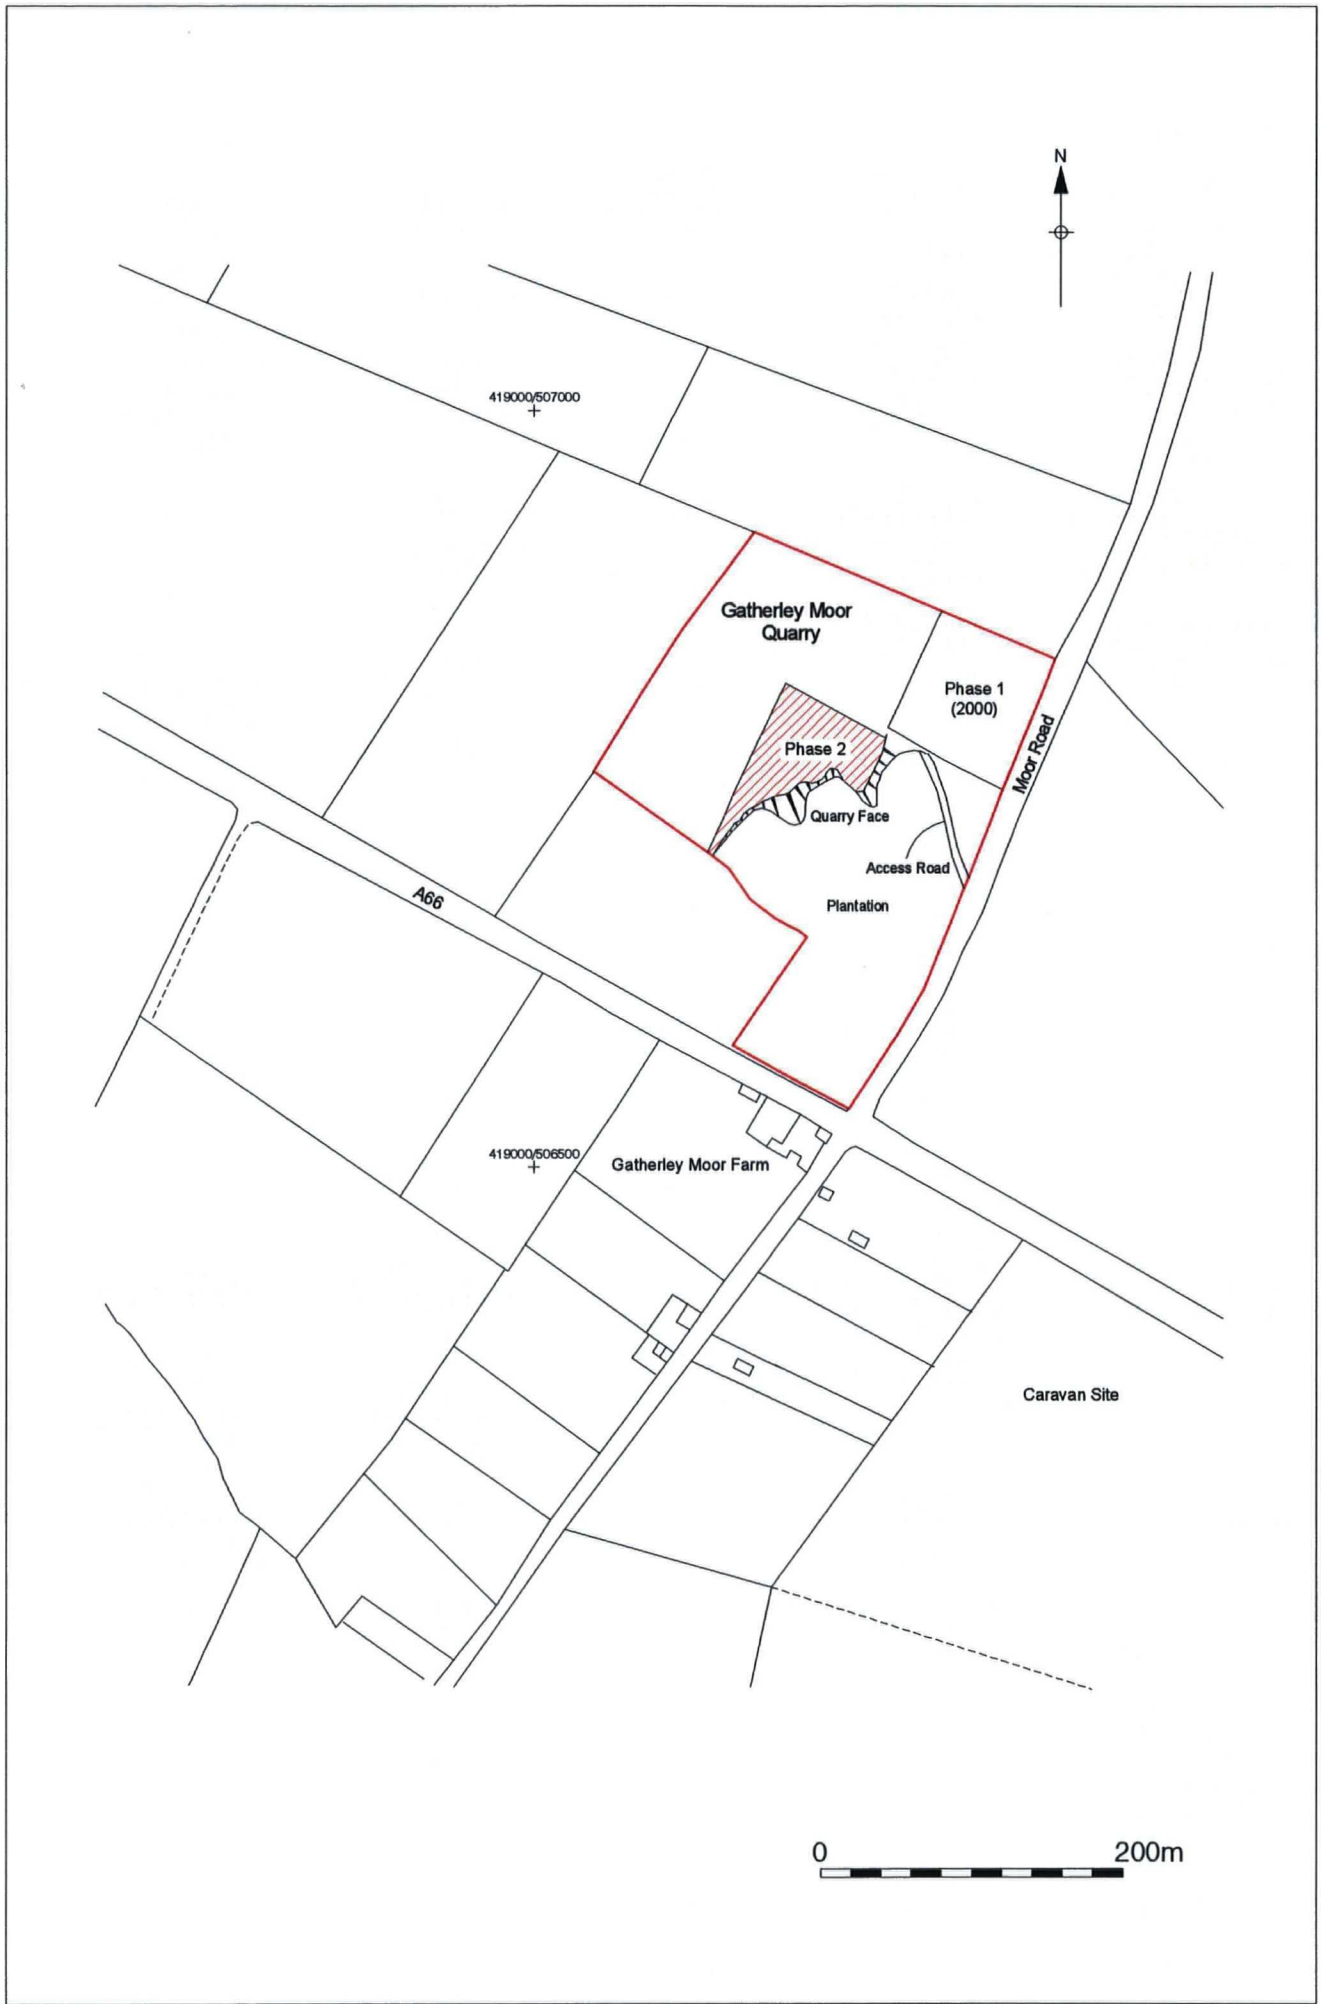 N
419000/507000
Gatherley Moor
Quarry
Phase 1
(2000)
Moor Road
Phase 2
Quarry Face
Access Road
A66
Plantation
419000/506500
Gatherley Moor Farm
Caravan Site
0 200m